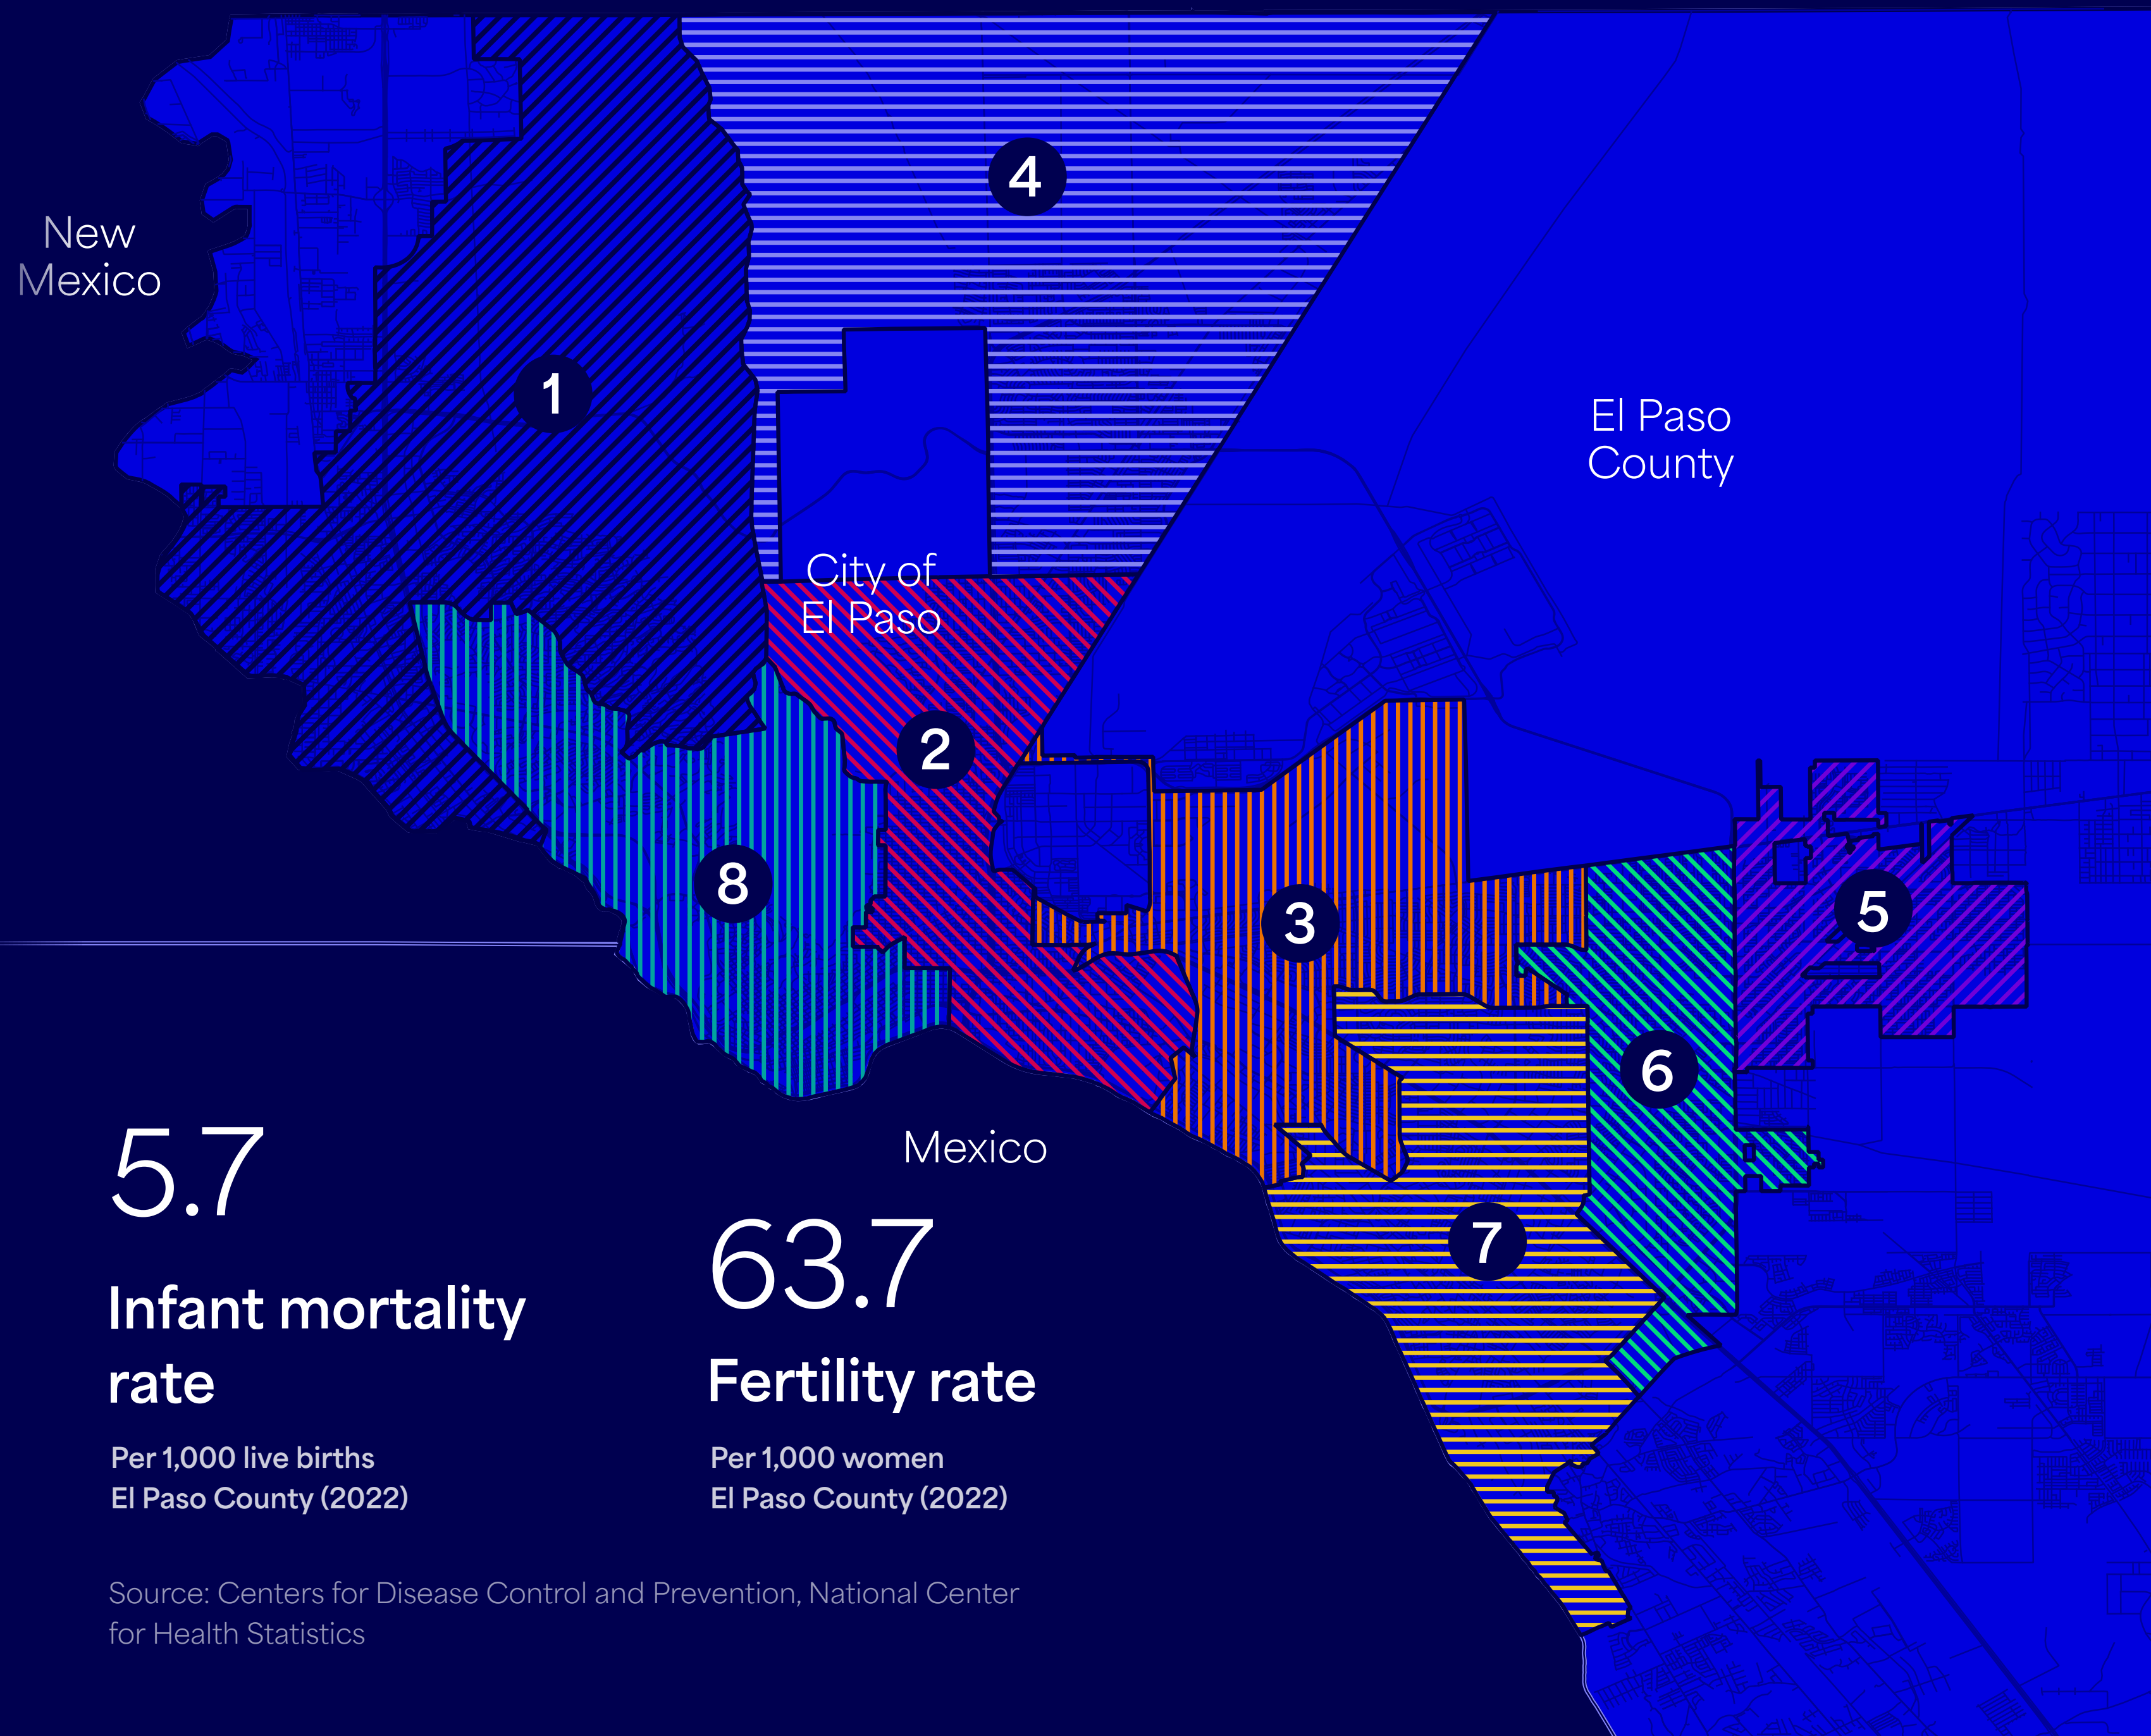 4
New
Mexico
1
El Paso
County
City of
El Paso
2
8
3
5
6
7
Mexico
5.7
Infant mortality
rate
Per 1,000 live births
El Paso County (2022)
63.7
Fertility rate
Per 1,000 women
El Paso County (2022)
Source: Centers for Disease Control and Prevention, National Center
for Health Statistics